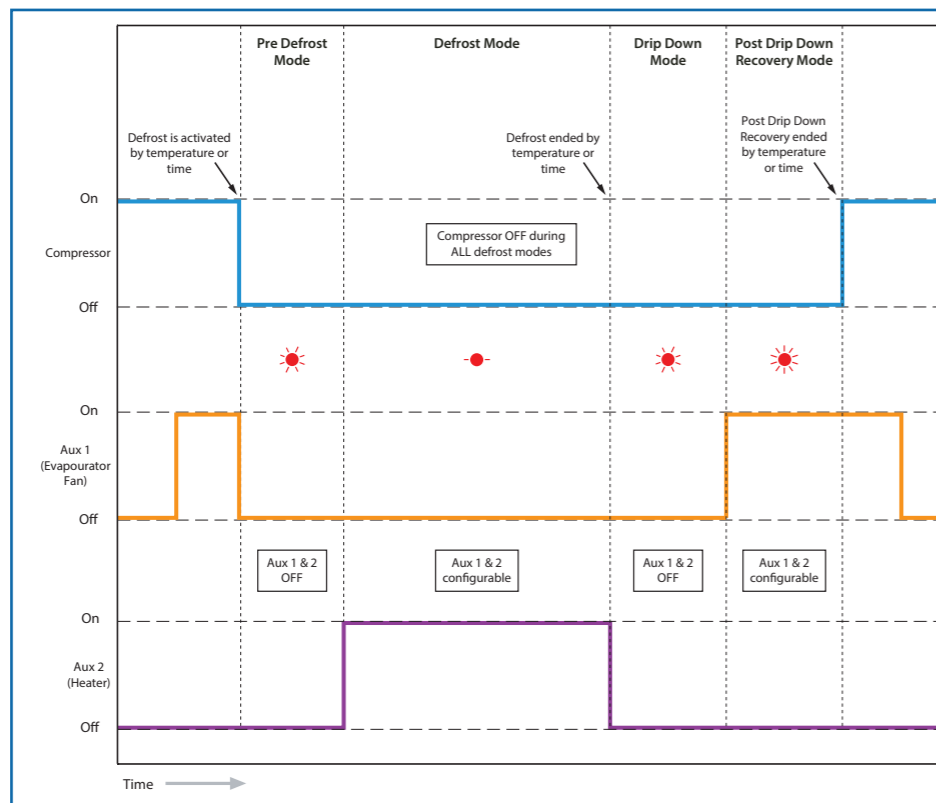 Pre Defrost
Mode
Defrost Mode
Drip Down
Mode
Post Drip Down
Recovery Mode
Defrost is activated
by temperature or
time
Defrost ended by
temperature or
time
Post Drip Down
Recovery ended
by temperature
or time
On
Compressor
Compressor OFF during
ALL defrost modes
Off
On
Aux 1
(Evapourator
Fan)
Off
Aux 1 & 2
OFF
Aux 1 & 2
configurable
Aux 1 & 2
OFF
Aux 1 & 2
configurable
On
Aux 2
(Heater)
Off
Time